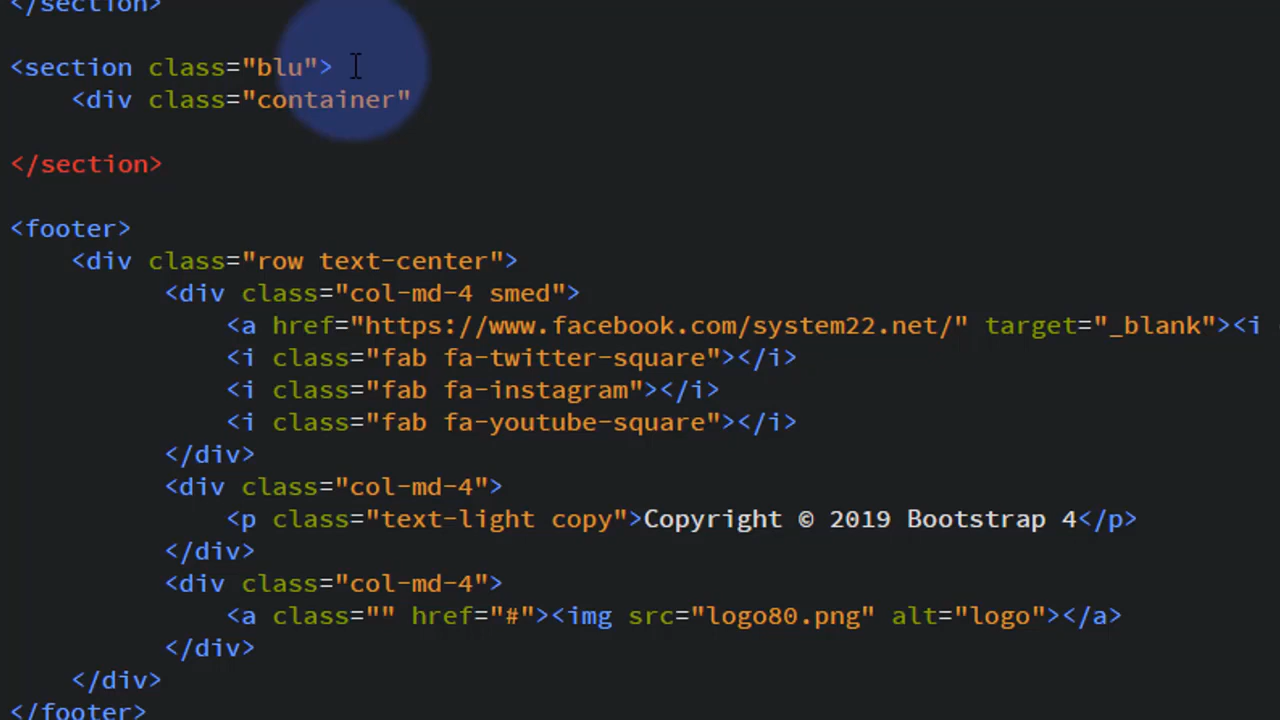 </section>
<section class="blu">
<div class="container"
</section>
<footer>
<div class="row text-center">
<div class="col-md-4 smed">
<a href="https://www.facebook.com/system22.net/" target="_blank"><i
<i class="fab fa-twitter-square"></i>
<i class="fab fa-instagram"></i>
<i class="fab fa-youtube-square"></i>
</div>
<div class="col-md-4">
<p class="text-light copy">Copyright © 2019 Bootstrap 4</p>
</div>
<div class="col-md-4">
<a class="" href="#"><img src="logo80.png" alt="logo"></a>
</div>
</div>
</footer>